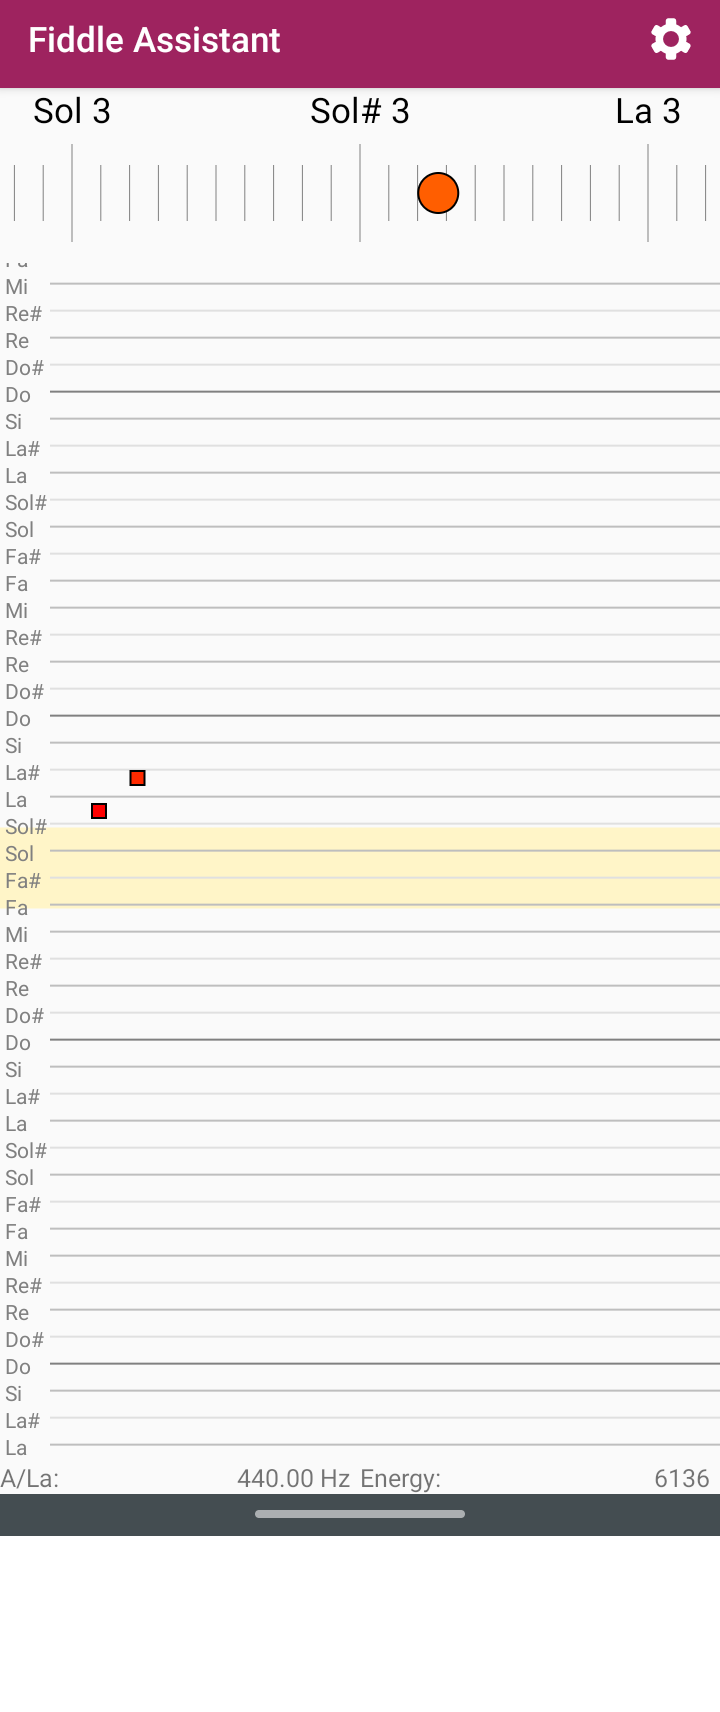 Fiddle Assistant
Sol 3 Sol# 3 La 3
Mi
Re#
Re
Do#
Do
Si
La#
La
Sol#
Sol
Fa#
Fa
Mi
Re#
Re
Do#
Do
Si
La#
La
Sol#
Sol
Fa#
Fa
Mi
Re#
Re
Do#
Do
Si
La#
La
Sol#
Sol
Fa#
Fa
Mi
Re#
Re
Do#
Do
Si
La#
La
A/La: 440.00 Hz Energy: 6136